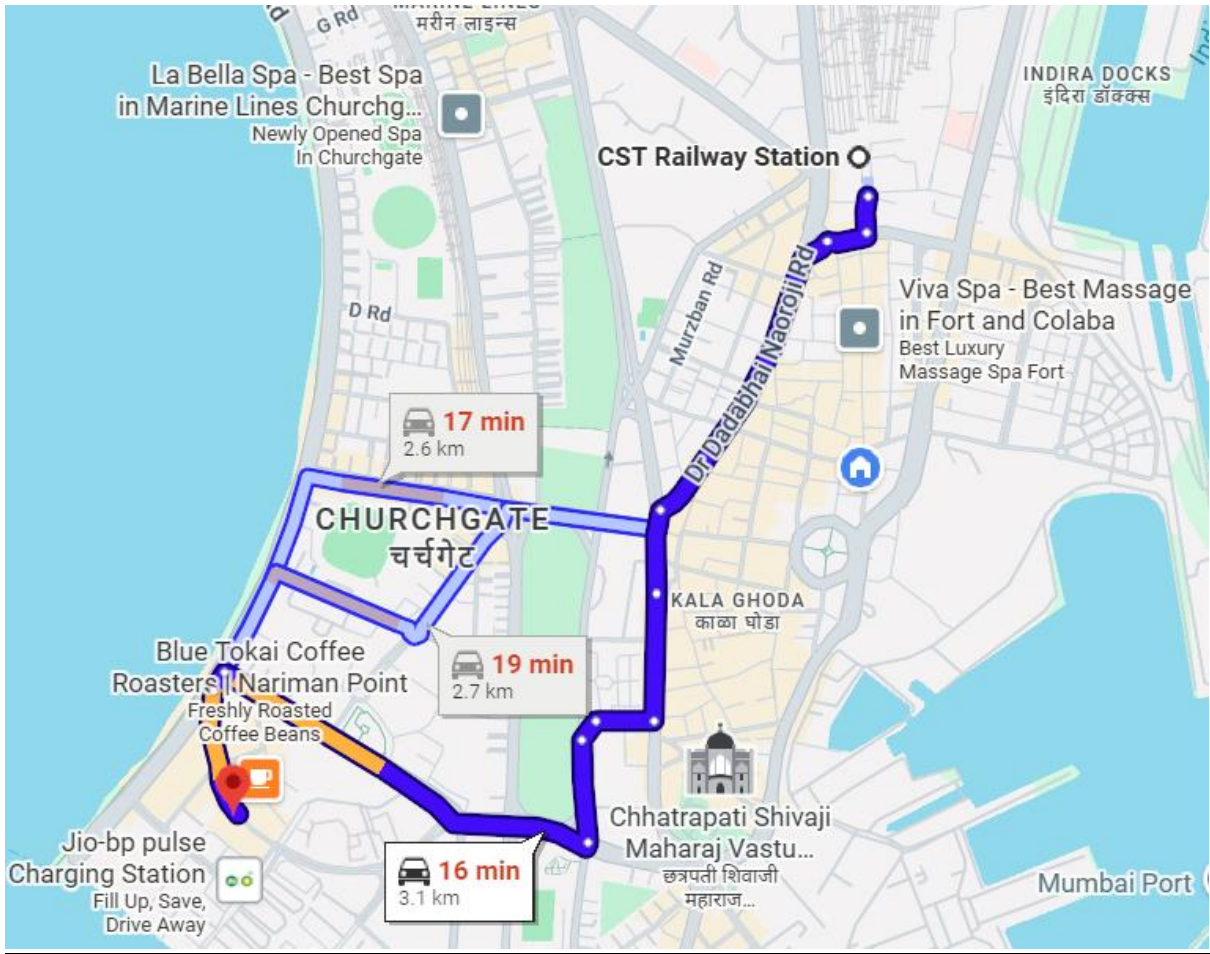 MARINE LINES
मरीन लाइन्स
G Rd
La Bella Spa - Best Spa
in Marine Lines Churchg...
Newly Opened Spa
In Churchgate
INDIRA DOCKS
इंदिरा डॉक्क्स
CST Railway Station
Murzban Rd
Dr Dadabhai Naoroji Rd
Viva Spa - Best Massage
in Fort and Colaba
Best Luxury
Massage Spa Fort
D Rd
17 min
2.6 km
CHURCHGATE
चर्चगेट
KALA GHODA
काळा घोडा
Blue Tokai Coffee
Roasters | Nariman Point
Freshly Roasted
Coffee Beans
19 min
2.7 km
Chhatrapati Shivaji
Maharaj Vastu...
छत्रपती शिवाजी
महाराज...
Jio-bp pulse
Charging Station
Fill Up, Save,
Drive Away
16 min
3.1 km
Mumbai Port